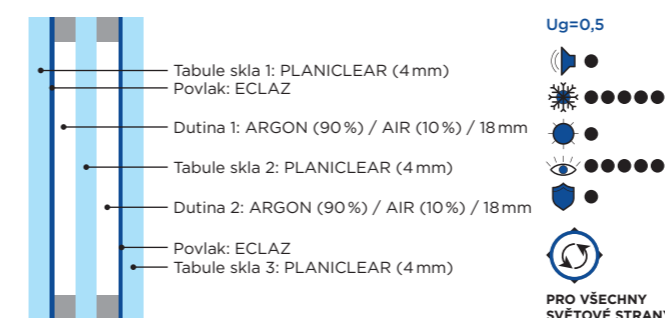 Ug=0,5
Tabule skla 1: PLANICLEAR (4 mm)
Povlak: ECLAZ
Dutina 1: ARGON (90 %) / AIR (10 %) / 18 mm
Tabule skla 2: PLANICLEAR (4 mm)
Dutina 2: ARGON (90 %) / AIR (10 %) / 18 mm
Povlak: ECLAZ
Tabule skla 3: PLANICLEAR (4 mm)
PRO VŠECHNY
SVĚTOVÉ STRANY